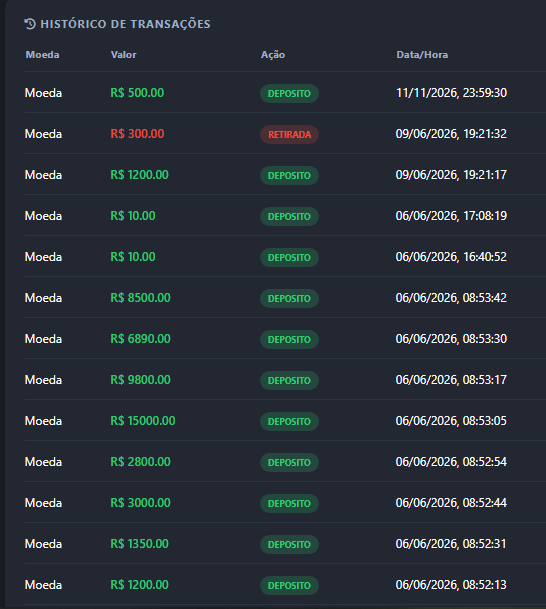 HISTÓRICO DE TRANSAÇÕES
Moeda Valor Ação Data/Hora
Moeda R$ 500.00 DEPOSITO 11/11/2026, 23:59:30
Moeda R$ 300.00 RETIRADA 09/06/2026, 19:21:32
Moeda R$ 1200.00 DEPOSITO 09/06/2026, 19:21:17
Moeda R$ 10.00 DEPOSITO 06/06/2026, 17:08:19
Moeda R$ 10.00 DEPOSITO 06/06/2026, 16:40:52
Moeda R$ 8500.00 DEPOSITO 06/06/2026, 08:53:42
Moeda R$ 6890.00 DEPOSITO 06/06/2026, 08:53:30
Moeda R$ 9800.00 DEPOSITO 06/06/2026, 08:53:17
Moeda R$ 15000.00 DEPOSITO 06/06/2026, 08:53:05
Moeda R$ 2800.00 DEPOSITO 06/06/2026, 08:52:54
Moeda R$ 3000.00 DEPOSITO 06/06/2026, 08:52:44
Moeda R$ 1350.00 DEPOSITO 06/06/2026, 08:52:31
Moeda R$ 1200.00 DEPOSITO 06/06/2026, 08:52:13